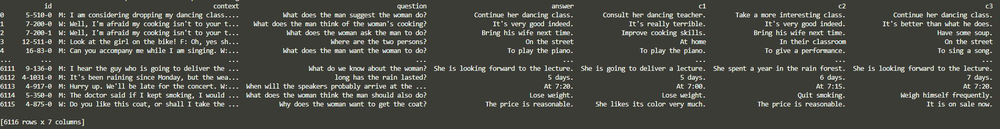 id context question answer c1 c2 c3
0 5-510-0 M: I am considering dropping my dancing class.... What does the man suggest the woman do? Continue her dancing class. Consult her dancing teacher. Take a more interesting class. Continue her dancing class.
1 7-200-0 W: Well, I'm afraid my cooking isn't to your t... What does the man think of the woman's cooking? It's very good indeed. It's really terrible. It's very good indeed. It's better than what he does.
2 7-200-1 W: Well, I'm afraid my cooking isn't to your t... What does the woman ask the man to do? Bring his wife next time. Improve cooking skills. Bring his wife next time. Have some soup.
3 12-511-0 M: Look at the girl on the bike! F: Oh, yes sh... Where are the two persons? On the street At home In their classroom On the street
4 16-83-0 M: Can you accompany me while I am singing. W:... What does the man want the woman to do? To play the piano. To play the piano. To give a performance. To sing a song.
... ... ... ... ... ... ... ...
6111 9-136-0 M: I hear the guy who is going to deliver the ... What do we know about the woman? She is looking forward to the lecture. She is going to deliver a lecture. She spent a year in the rain forest. She is looking forward to the lecture.
6112 4-1031-0 M: It's been raining since Monday, but the wea... long has the rain lasted? 5 days. 5 days. 6 days. 7 days.
6113 4-917-0 M: Hurry up. We'll be late for the concert. W:... When will the speakers probably arrive at the ... At 7:20. At 7:00. At 7:15. At 7:20.
6114 5-350-0 M: The doctor said if I kept smoking, I would ... What does the woman think the man should also do? Lose weight. Lose weight. Quit smoking. Weigh himself frequently.
6115 4-875-0 W: Do you like this coat, or shall I take the ... Why does the woman want to get the coat? The price is reasonable. She likes its color very much. The price is reasonable. It is on sale now.
[6116 rows x 7 columns]